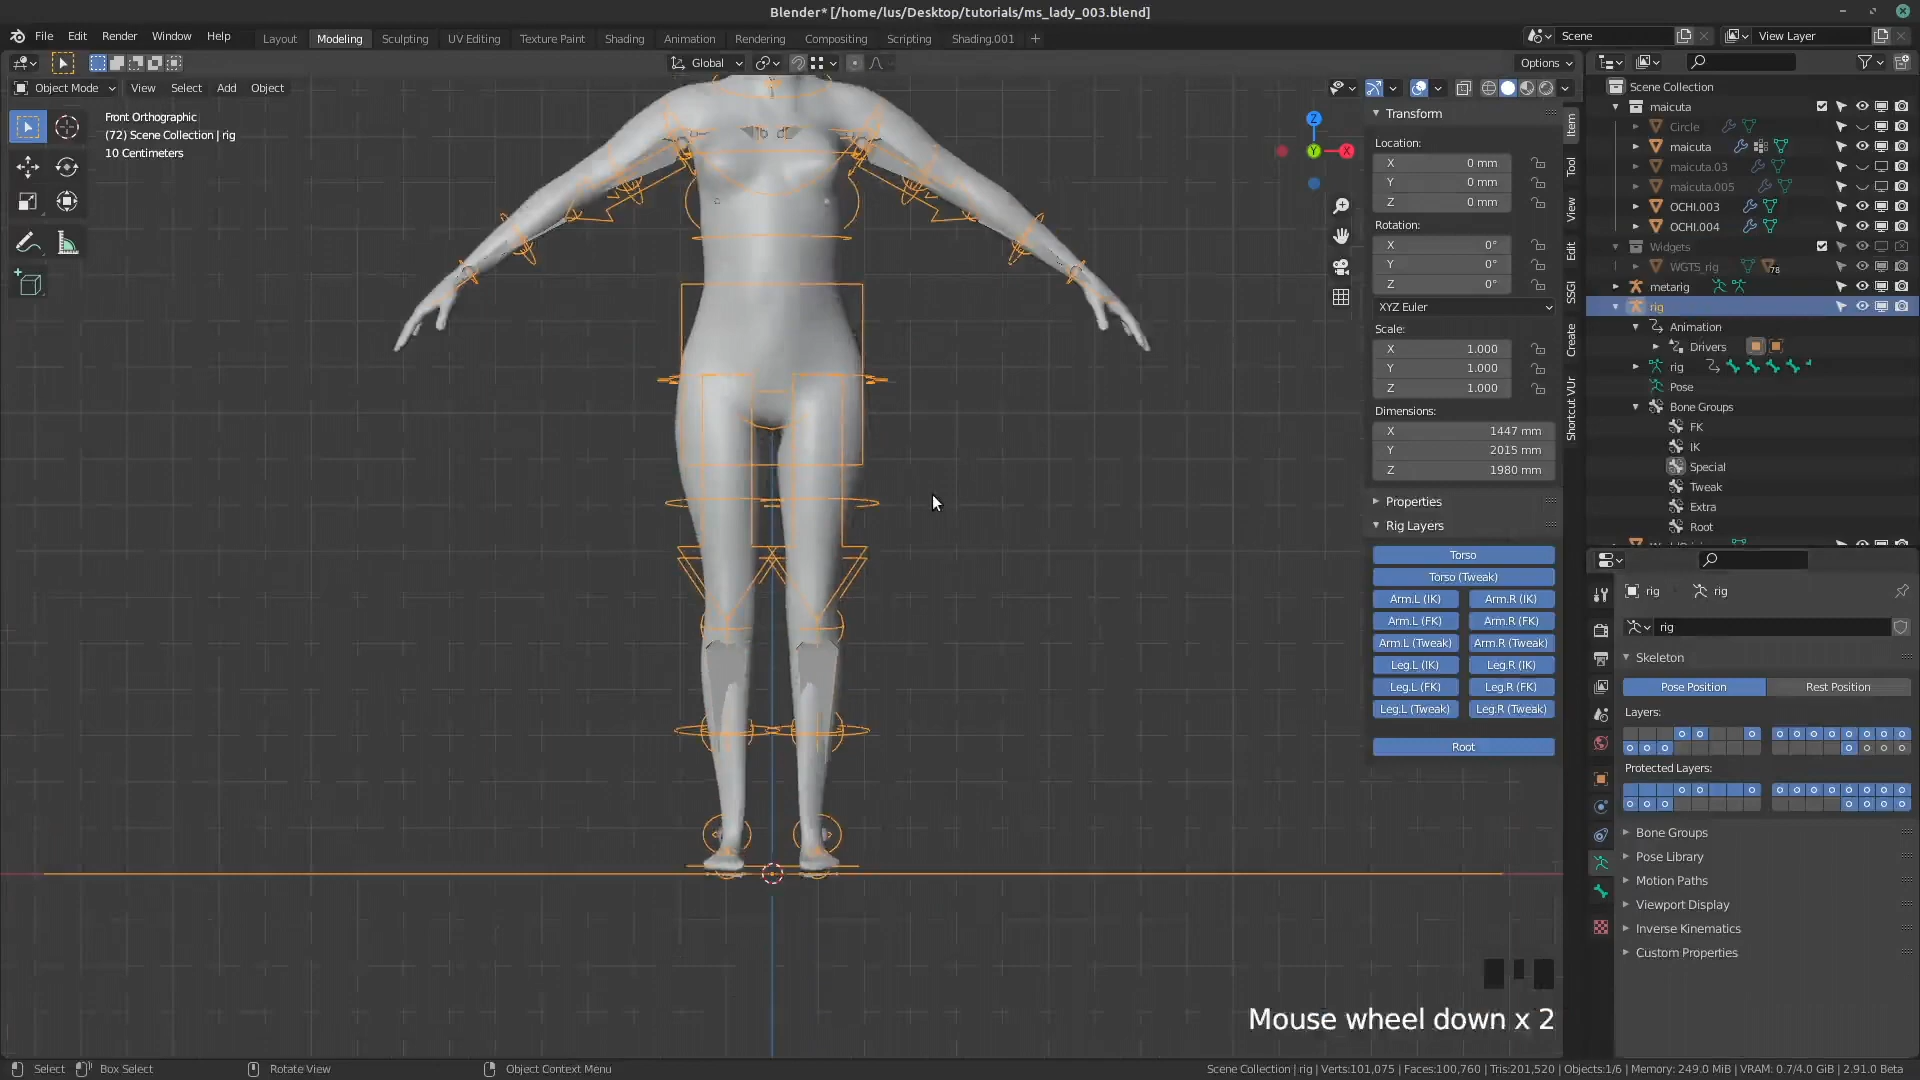 Blender* [/home/lus/Desktop/tutorials/ms_lady_003.blend]
File Edit Render Window Help
Layout Modeling Sculpting UV Editing Texture Paint Shading Animation Rendering Compositing Scripting Shading.001
Scene
View Layer
Global
Options
Object Mode View Select Add Object
Front Orthographic
(72) Scene Collection | rig
10 Centimeters
Z
Y
X
Transform
Location:
X 0 mm
Y 0 mm
Z 0 mm
Rotation:
X 0°
Y 0°
Z 0°
XYZ Euler
Scale:
X 1.000
Y 1.000
Z 1.000
Dimensions:
X 1447 mm
Y 2015 mm
Z 1980 mm
Properties
Rig Layers
Torso
Torso (Tweak)
Arm.L (IK) Arm.R (IK)
Arm.L (FK) Arm.R (FK)
Arm.L (Tweak) Arm.R (Tweak)
Leg.L (IK) Leg.R (IK)
Leg.L (FK) Leg.R (FK)
Leg.L (Tweak) Leg.R (Tweak)
Root
Item
Tool
View
Edit
SSGI
Create
Shortcut VUr
Scene Collection
maicuta
Circle
maicuta
maicuta.03
maicuta.005
OCHI.003
OCHI.004
Widgets
WGTS_rig 78
metarig
rig
Animation
Drivers
rig
Pose
Bone Groups
FK
IK
Special
Tweak
Extra
Root
rig rig
rig
Skeleton
Pose Position Rest Position
Layers:
Protected Layers:
Bone Groups
Pose Library
Motion Paths
Viewport Display
Inverse Kinematics
Custom Properties
Mouse wheel down x 2
Select Box Select Rotate View Object Context Menu
Scene Collection | rig | Verts:101,075 | Faces:100,760 | Tris:201,520 | Objects:1/6 | Memory: 249.0 MiB | VRAM: 0.7/4.0 GiB | 2.91.0 Beta